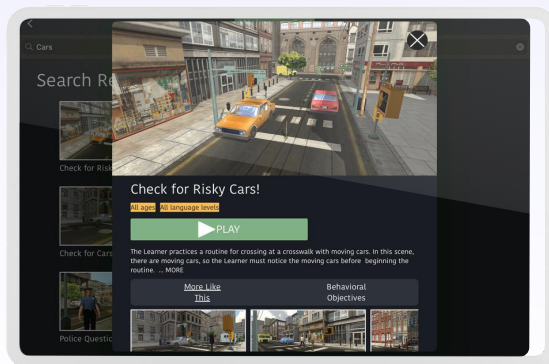 Cars
Search Re
Check for Risk
Check for Cars
Police Questio
Check for Risky Cars!
All ages All language levels
PLAY
The Learner practices a routine for crossing at a crosswalk with moving cars. In this scene,
there are moving cars, so the Learner must notice the moving cars before beginning the
routine. ... MORE
More Like
This
Behavioral
Objectives